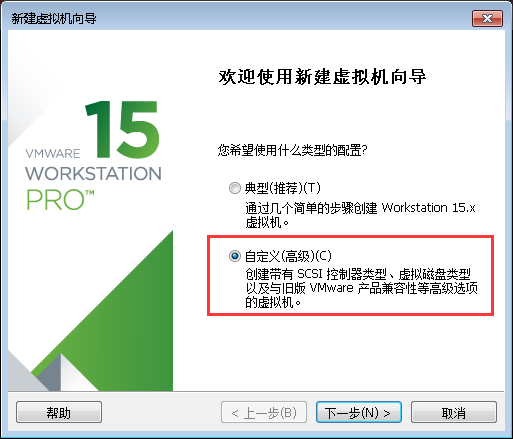 新建虚拟机向导
欢迎使用新建虚拟机向导
15
VMWARE
WORKSTATION
PRO™
您希望使用什么类型的配置?
典型(推荐)(T)
通过几个简单的步骤创建 Workstation 15.x
虚拟机。
自定义(高级)(C)
创建带有 SCSI 控制器类型、虚拟磁盘类型
以及与旧版 VMware 产品兼容性等高级选项
的虚拟机。
帮助
< 上一步(B)
下一步(N) >
取消